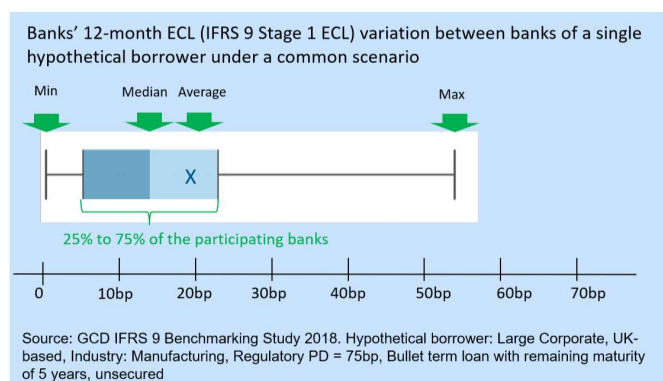 Banks’ 12-month ECL (IFRS 9 Stage 1 ECL) variation between banks of a single
hypothetical borrower under a common scenario
Min Median Average Max
X
25% to 75% of the participating banks
0 10bp 20bp 30bp 40bp 50bp 60bp 70bp
Source: GCD IFRS 9 Benchmarking Study 2018. Hypothetical borrower: Large Corporate, UK-
based, Industry: Manufacturing, Regulatory PD = 75bp, Bullet term loan with remaining maturity
of 5 years, unsecured